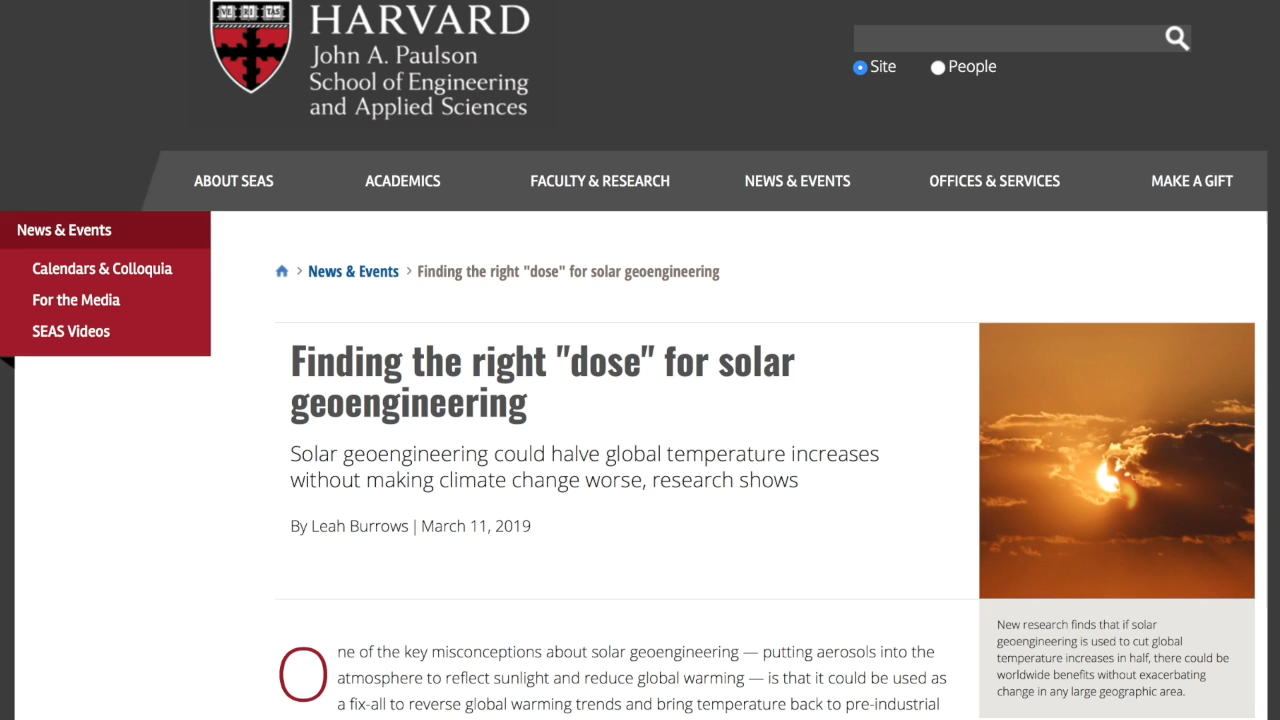 VE RI TAS
HARVARD
John A. Paulson
School of Engineering
and Applied Sciences
Site
People
ABOUT SEAS
ACADEMICS
FACULTY & RESEARCH
NEWS & EVENTS
OFFICES & SERVICES
MAKE A GIFT
News & Events
Calendars & Colloquia
For the Media
SEAS Videos
> News & Events > Finding the right "dose" for solar geoengineering
Finding the right "dose" for solar
geoengineering
Solar geoengineering could halve global temperature increases
without making climate change worse, research shows
By Leah Burrows | March 11, 2019
New research finds that if solar
geoengineering is used to cut global
temperature increases in half, there could be
worldwide benefits without exacerbating
change in any large geographic area.
One of the key misconceptions about solar geoengineering — putting aerosols into the
atmosphere to reflect sunlight and reduce global warming — is that it could be used as
a fix-all to reverse global warming trends and bring temperature back to pre-industrial